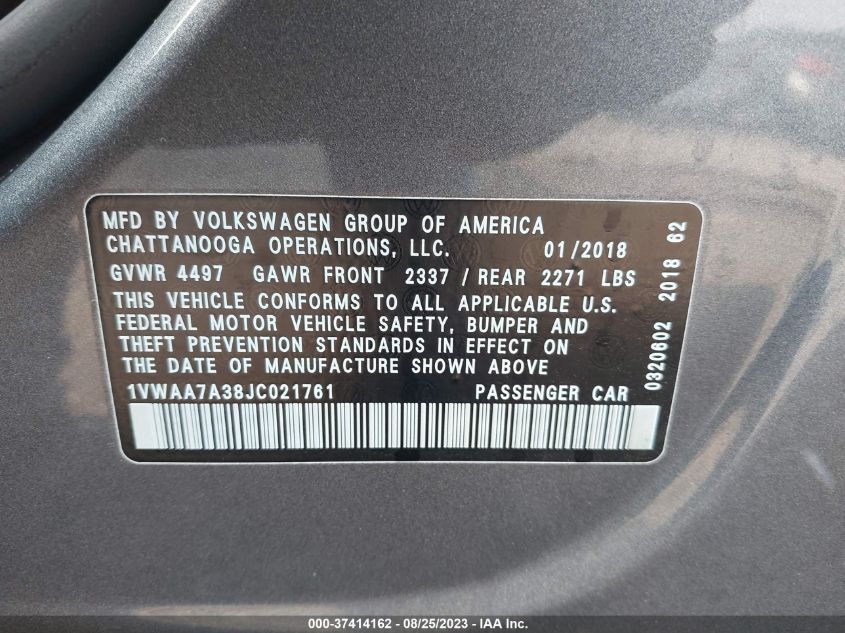 MFD BY VOLKSWAGEN GROUP OF AMERICA
CHATTANOOGA OPERATIONS, LLC. 01/2018
GVWR 4497 GAWR FRONT 2337 / REAR 2271 LBS
THIS VEHICLE CONFORMS TO ALL APPLICABLE U.S.
FEDERAL MOTOR VEHICLE SAFETY, BUMPER AND
THEFT PREVENTION STANDARDS IN EFFECT ON
THE DATE OF MANUFACTURE SHOWN ABOVE
1VWAA7A38JC021761 PASSENGER CAR
0320602 2018 62
000-37414162 - 08/25/2023 - IAA Inc.